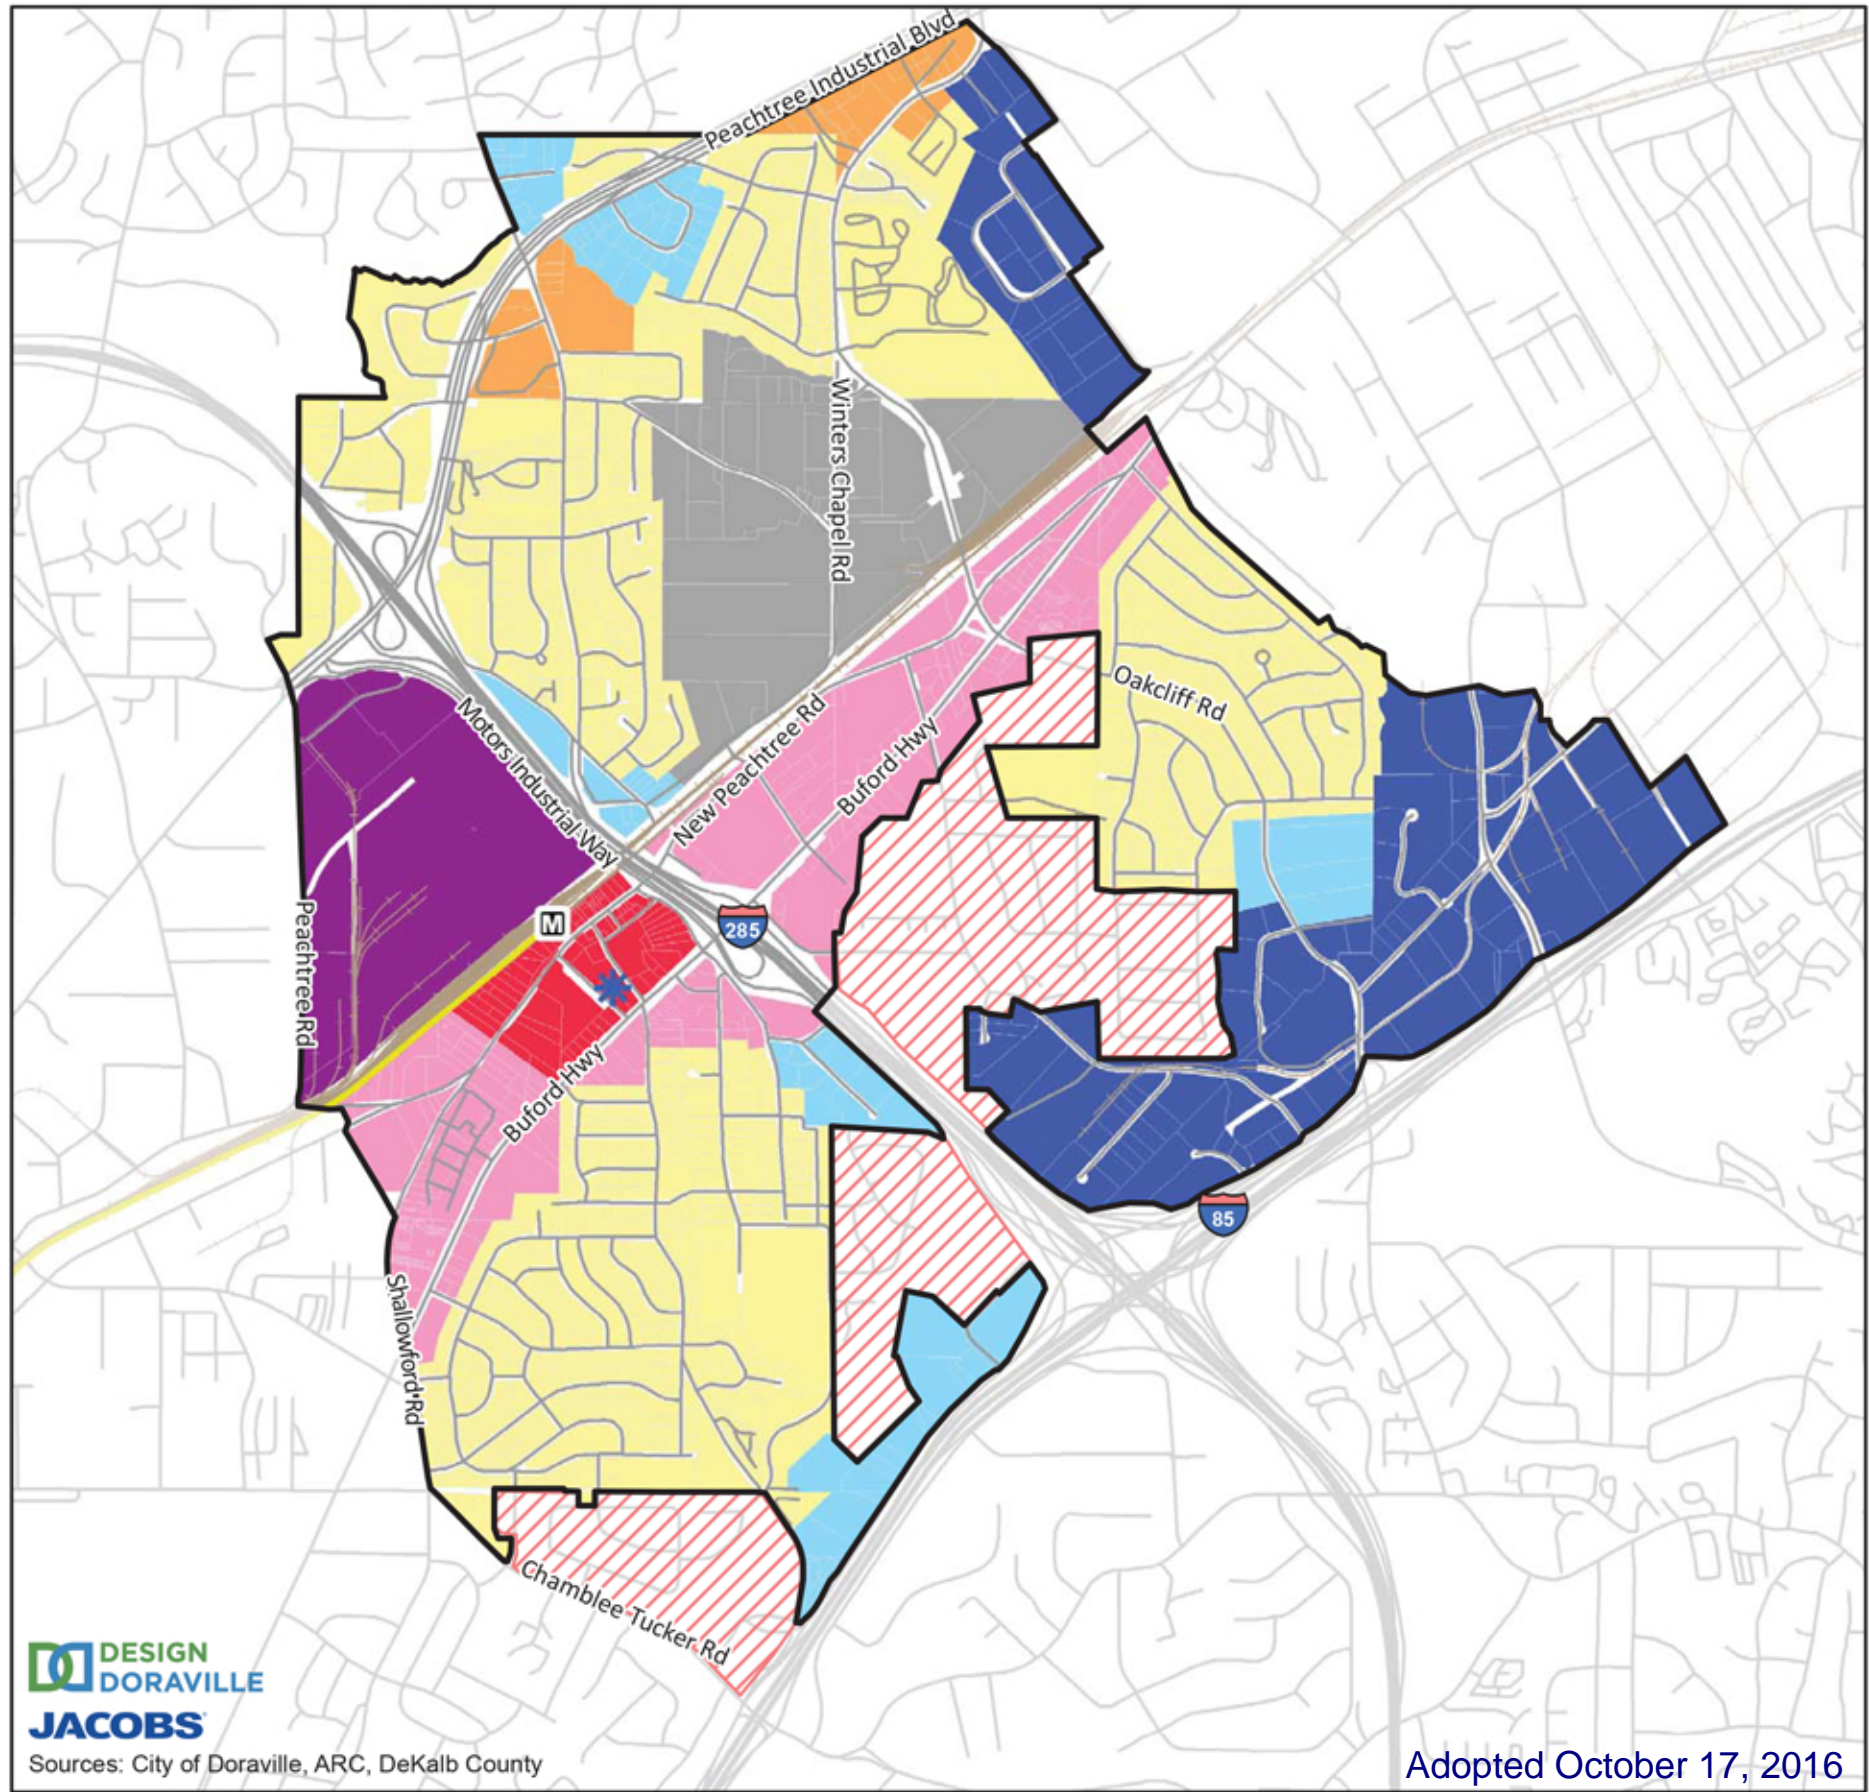 Peachtree Industrial Blvd
Winters Chapel Rd
Oakcliff Rd
Motors Industrial Way
New Peachtree Rd
Buford Hwy
M
285
Peachtree Rd
Buford Hwy
85
Shallowford Rd
Chamblee Tucker Rd
DESIGN
DORAVILLE
JACOBS
Sources: City of Doraville, ARC, DeKalb County
Adopted October 17, 2016